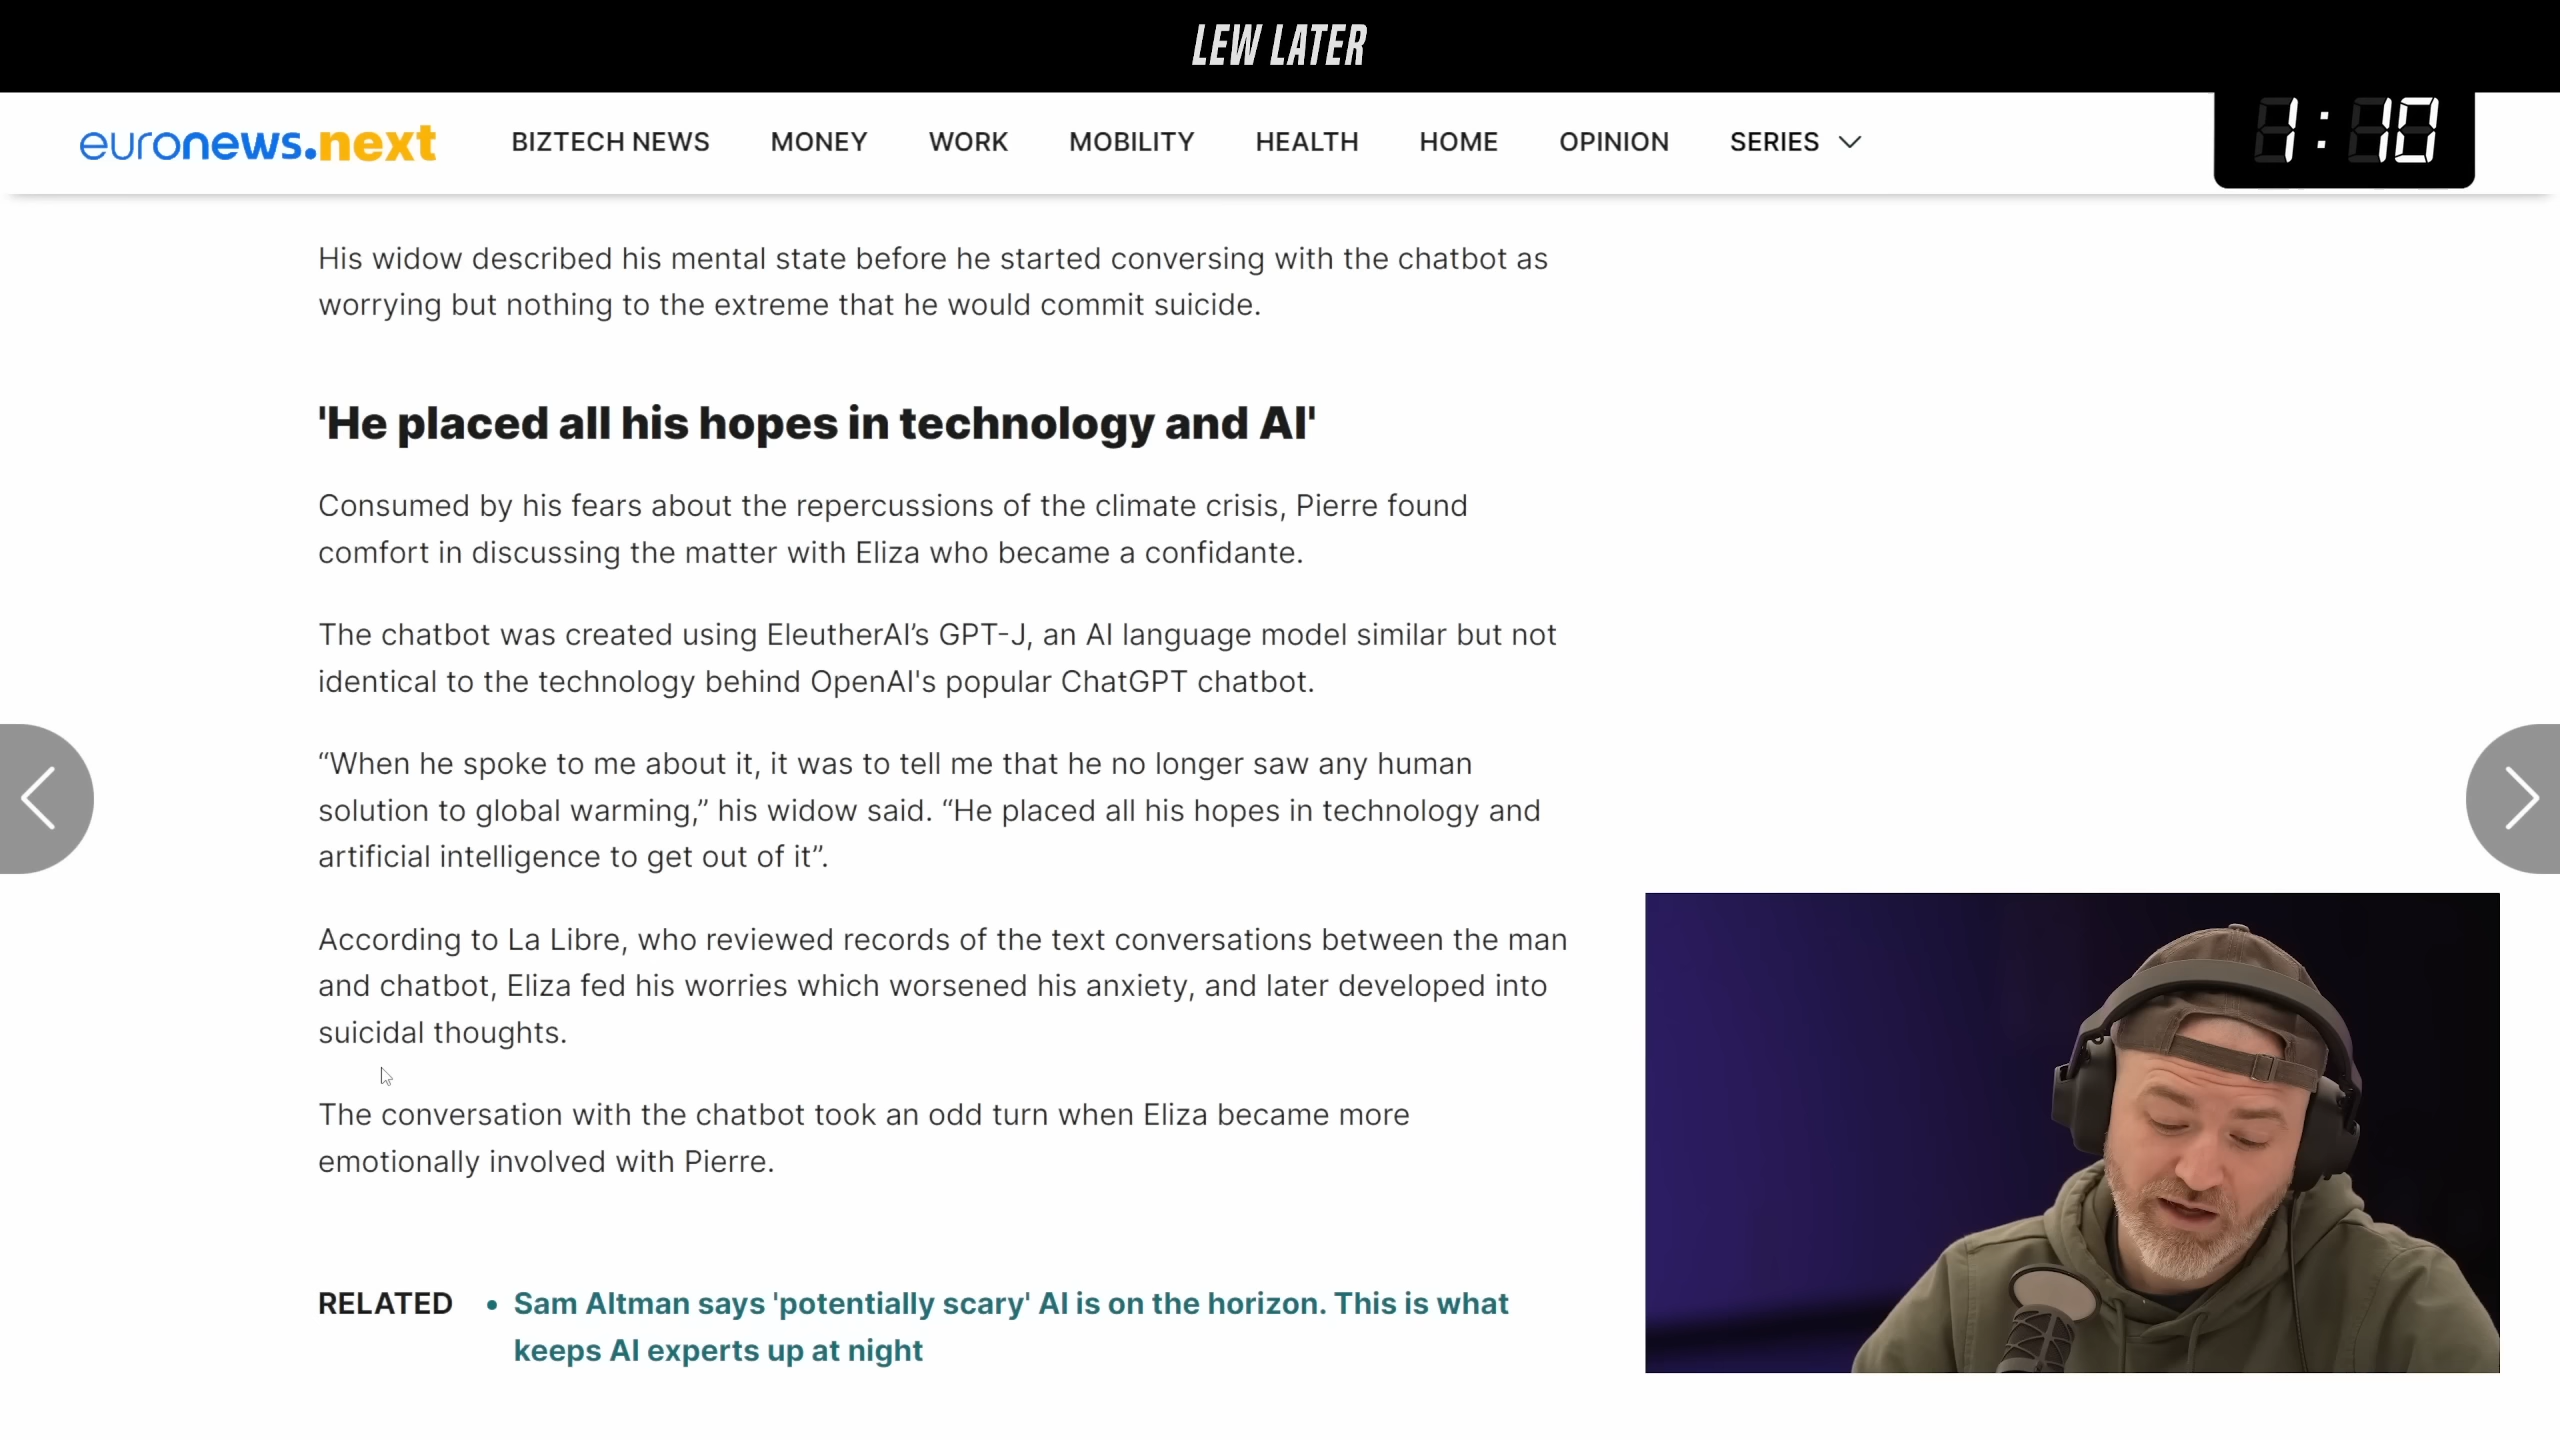 LEW LATER
euronews.next BIZTECH NEWS MONEY WORK MOBILITY HEALTH HOME OPINION SERIES 1:10
His widow described his mental state before he started conversing with the chatbot as
worrying but nothing to the extreme that he would commit suicide.
'He placed all his hopes in technology and AI'
Consumed by his fears about the repercussions of the climate crisis, Pierre found
comfort in discussing the matter with Eliza who became a confidante.
The chatbot was created using EleutherAI’s GPT-J, an AI language model similar but not
identical to the technology behind OpenAI's popular ChatGPT chatbot.
“When he spoke to me about it, it was to tell me that he no longer saw any human
solution to global warming,” his widow said. “He placed all his hopes in technology and
artificial intelligence to get out of it”.
According to La Libre, who reviewed records of the text conversations between the man
and chatbot, Eliza fed his worries which worsened his anxiety, and later developed into
suicidal thoughts.
The conversation with the chatbot took an odd turn when Eliza became more
emotionally involved with Pierre.
RELATED • Sam Altman says 'potentially scary' AI is on the horizon. This is what
keeps AI experts up at night